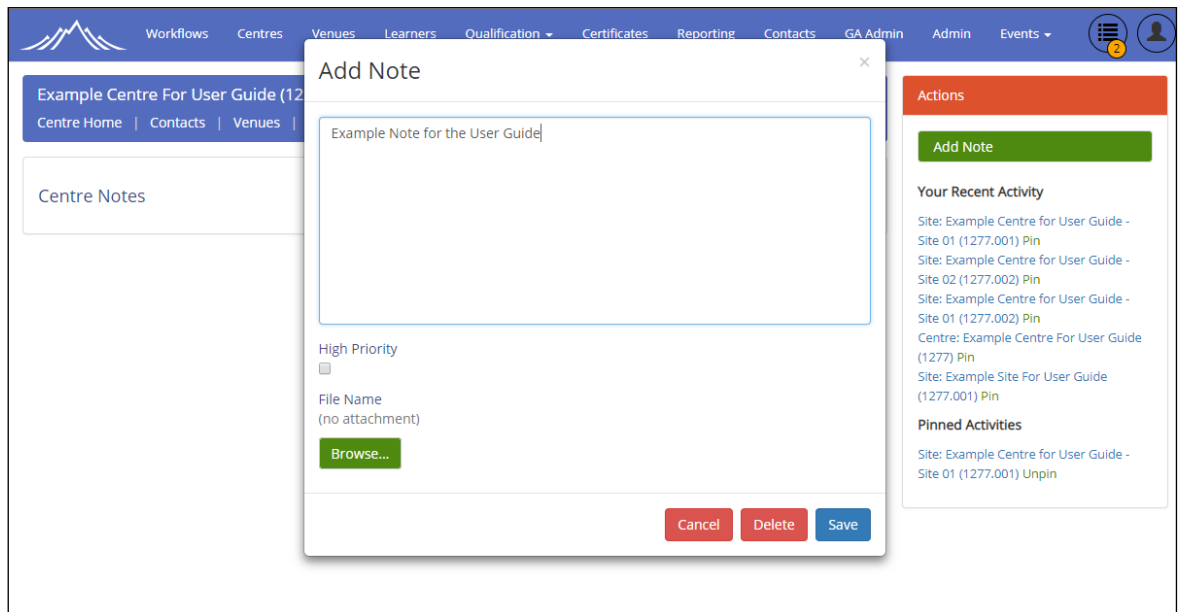 Workflows Centres Venues Learners Qualification Certificates Reporting Contacts GA Admin Admin Events
2
Example Centre For User Guide (12
Centre Home | Contacts | Venues |
Centre Notes
Add Note
×
Example Note for the User Guide
High Priority
File Name
(no attachment)
Browse...
Cancel Delete Save
Actions
Add Note
Your Recent Activity
Site: Example Centre for User Guide -
Site 01 (1277.001) Pin
Site: Example Centre for User Guide -
Site 02 (1277.002) Pin
Site: Example Centre for User Guide -
Site 01 (1277.002) Pin
Centre: Example Centre For User Guide
(1277) Pin
Site: Example Site For User Guide
(1277.001) Pin
Pinned Activities
Site: Example Centre for User Guide -
Site 01 (1277.001) Unpin